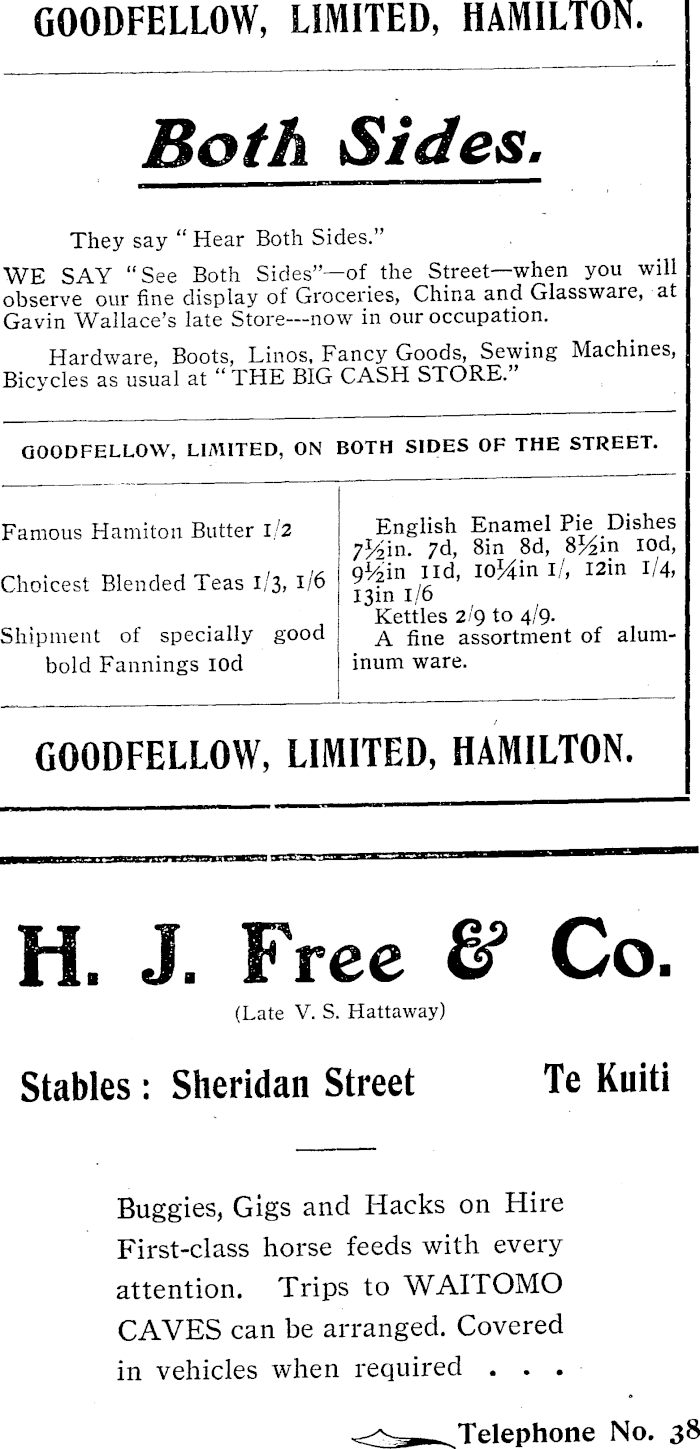 GOODFELLOW, LIMITED, HAMILTON.
Both Sides.
They say "Hear Both Sides."
WE SAY "See Both Sides"—of the Street—when you will
observe our fine display of Groceries, China and Glassware, at
Gavin Wallace's late Store---now in our occupation.
Hardware, Boots, Linos, Fancy Goods, Sewing Machines,
Bicycles as usual at "THE BIG CASH STORE."
GOODFELLOW, LIMITED, ON BOTH SIDES OF THE STREET.
Famous Hamiton Butter 1/2
Choicest Blended Teas 1/3, 1/6
Shipment of specially good
bold Fannings 10d
English Enamel Pie Dishes
7½in. 7d, 8in 8d, 8½in 10d,
9½in 11d, 10¼in 1/, 12in 1/4,
13in 1/6
Kettles 2/9 to 4/9.
A fine assortment of alum-
inum ware.
GOODFELLOW, LIMITED, HAMILTON.
H. J. Free & Co.
(Late V. S. Hattaway)
Stables : Sheridan Street Te Kuiti
Buggies, Gigs and Hacks on Hire
First-class horse feeds with every
attention. Trips to WAITOMO
CAVES can be arranged. Covered
in vehicles when required . . .
Telephone No. 38